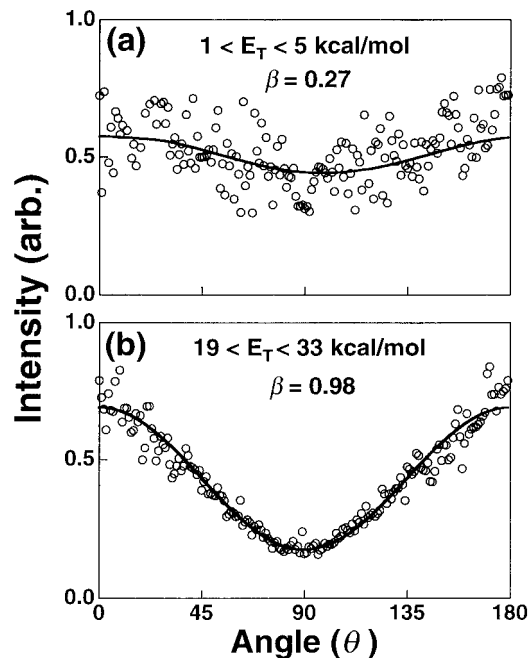 1.0
(a)
1 < E_T < 5 kcal/mol
β = 0.27
0.5
0.0
1.0
(b)
19 < E_T < 33 kcal/mol
β = 0.98
0.5
0.0
0 45 90 135 180
Angle (θ)
Intensity (arb.)